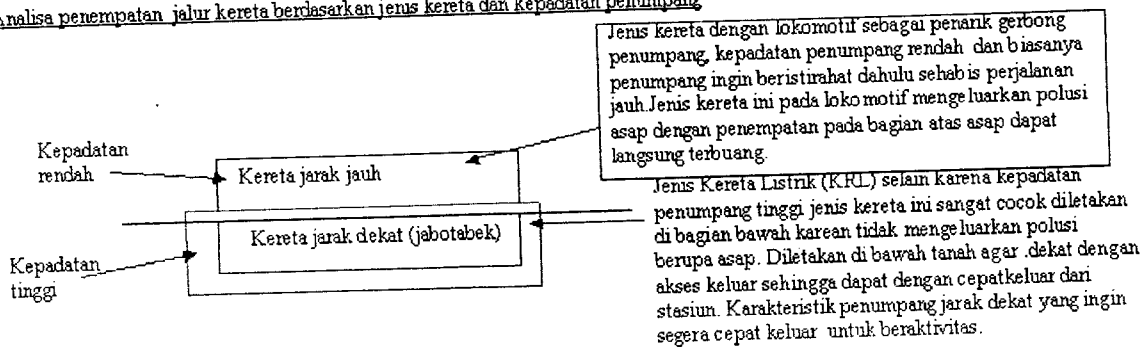 Analisa penempatan jalur kereta berdasarkan jenis kereta dan kepadatan penumpang
Jenis kereta dengan lokomotif sebagai penarik gerbong
penumpang, kepadatan penumpang rendah dan biasanya
penumpang ingin beristirahat dahulu sehabis perjalanan
jauh.Jenis kereta ini pada lokomotif mengeluarkan polusi
asap dengan penempatan pada bagian atas asap dapat
langsung terbuang.
Kepadatan
rendah
Kereta jarak jauh
Kereta jarak dekat (jabotabek)
Kepadatan
tinggi
Jenis Kereta Listrik (KRL) selain karena kepadatan
penumpang tinggi jenis kereta ini sangat cocok diletakan
di bagian bawah karean tidak mengeluarkan polusi
berupa asap. Diletakan di bawah tanah agar .dekat dengan
akses keluar sehingga dapat dengan cepatkeluar dari
stasiun. Karakteristik penumpang jarak dekat yang ingin
segera cepat keluar untuk beraktivitas.